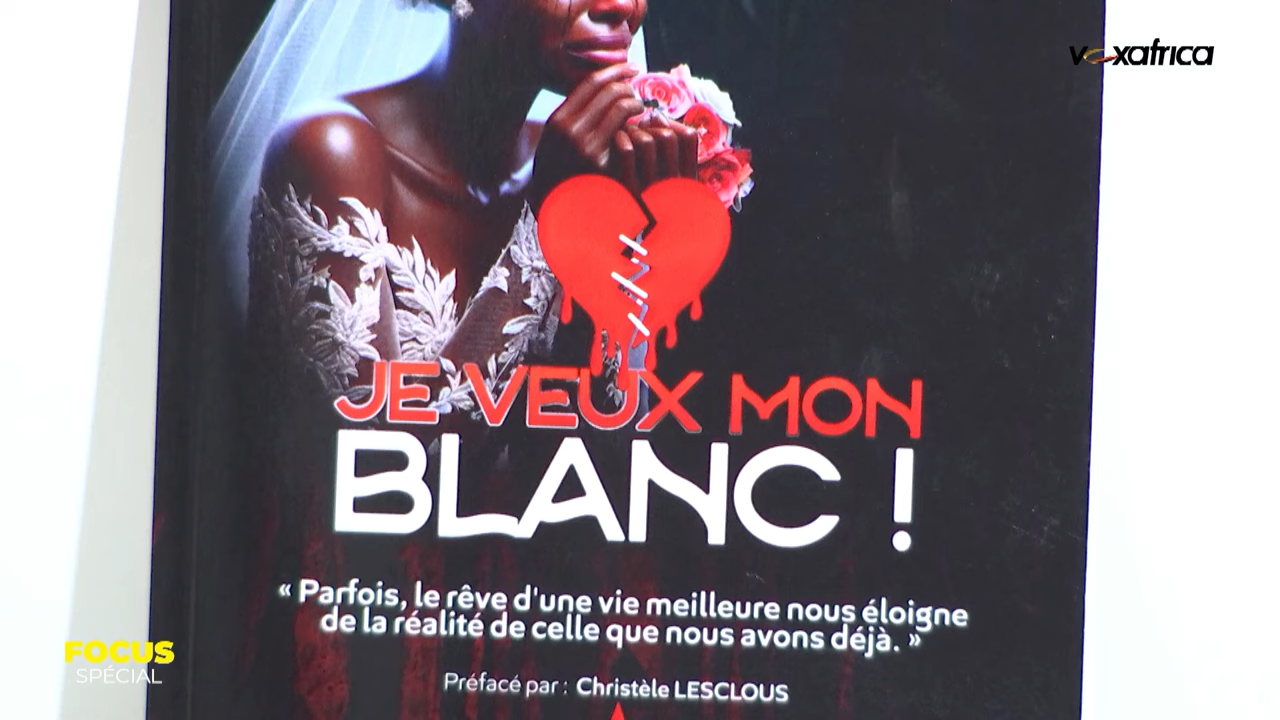 voxafrica
JE VEUX MON
BLANC !
« Parfois, le rêve d'une vie meilleure nous éloigne
de la réalité de celle que nous avons déjà. »
Préfacé par : Christèle LESCLOUS
FOCUS
SPÉCIAL